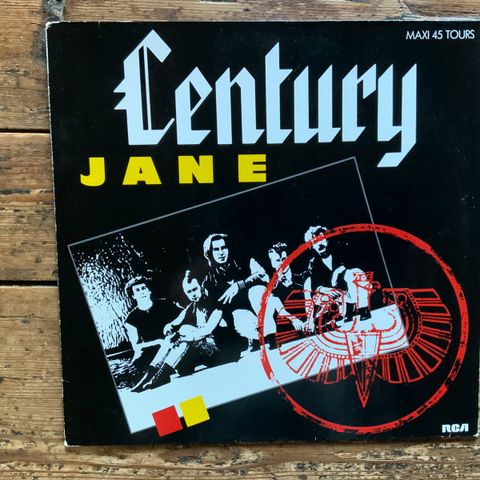 MAXI 45 TOURS
Century
JANE
RCA